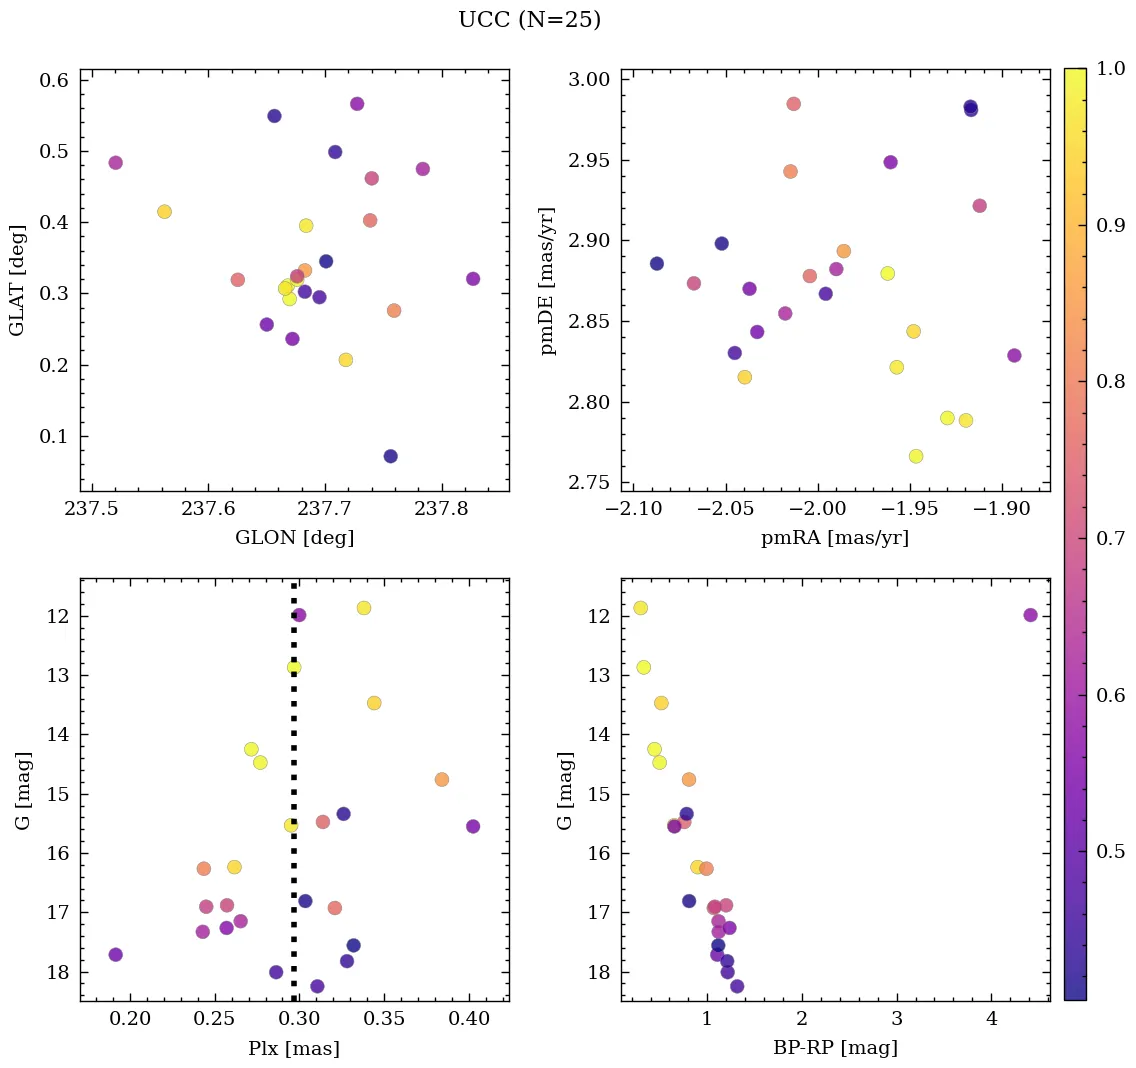 UCC (N=25)
0.6
0.5
0.4
0.3
0.2
0.1
GLAT [deg]
237.5 237.6 237.7 237.8
GLON [deg]
3.00
2.95
2.90
2.85
2.80
2.75
pmDE [mas/yr]
−2.10 −2.05 −2.00 −1.95 −1.90
pmRA [mas/yr]
12
13
14
15
16
17
18
G [mag]
0.20 0.25 0.30 0.35 0.40
Plx [mas]
12
13
14
15
16
17
18
G [mag]
1 2 3 4
BP-RP [mag]
1.0
0.9
0.8
0.7
0.6
0.5